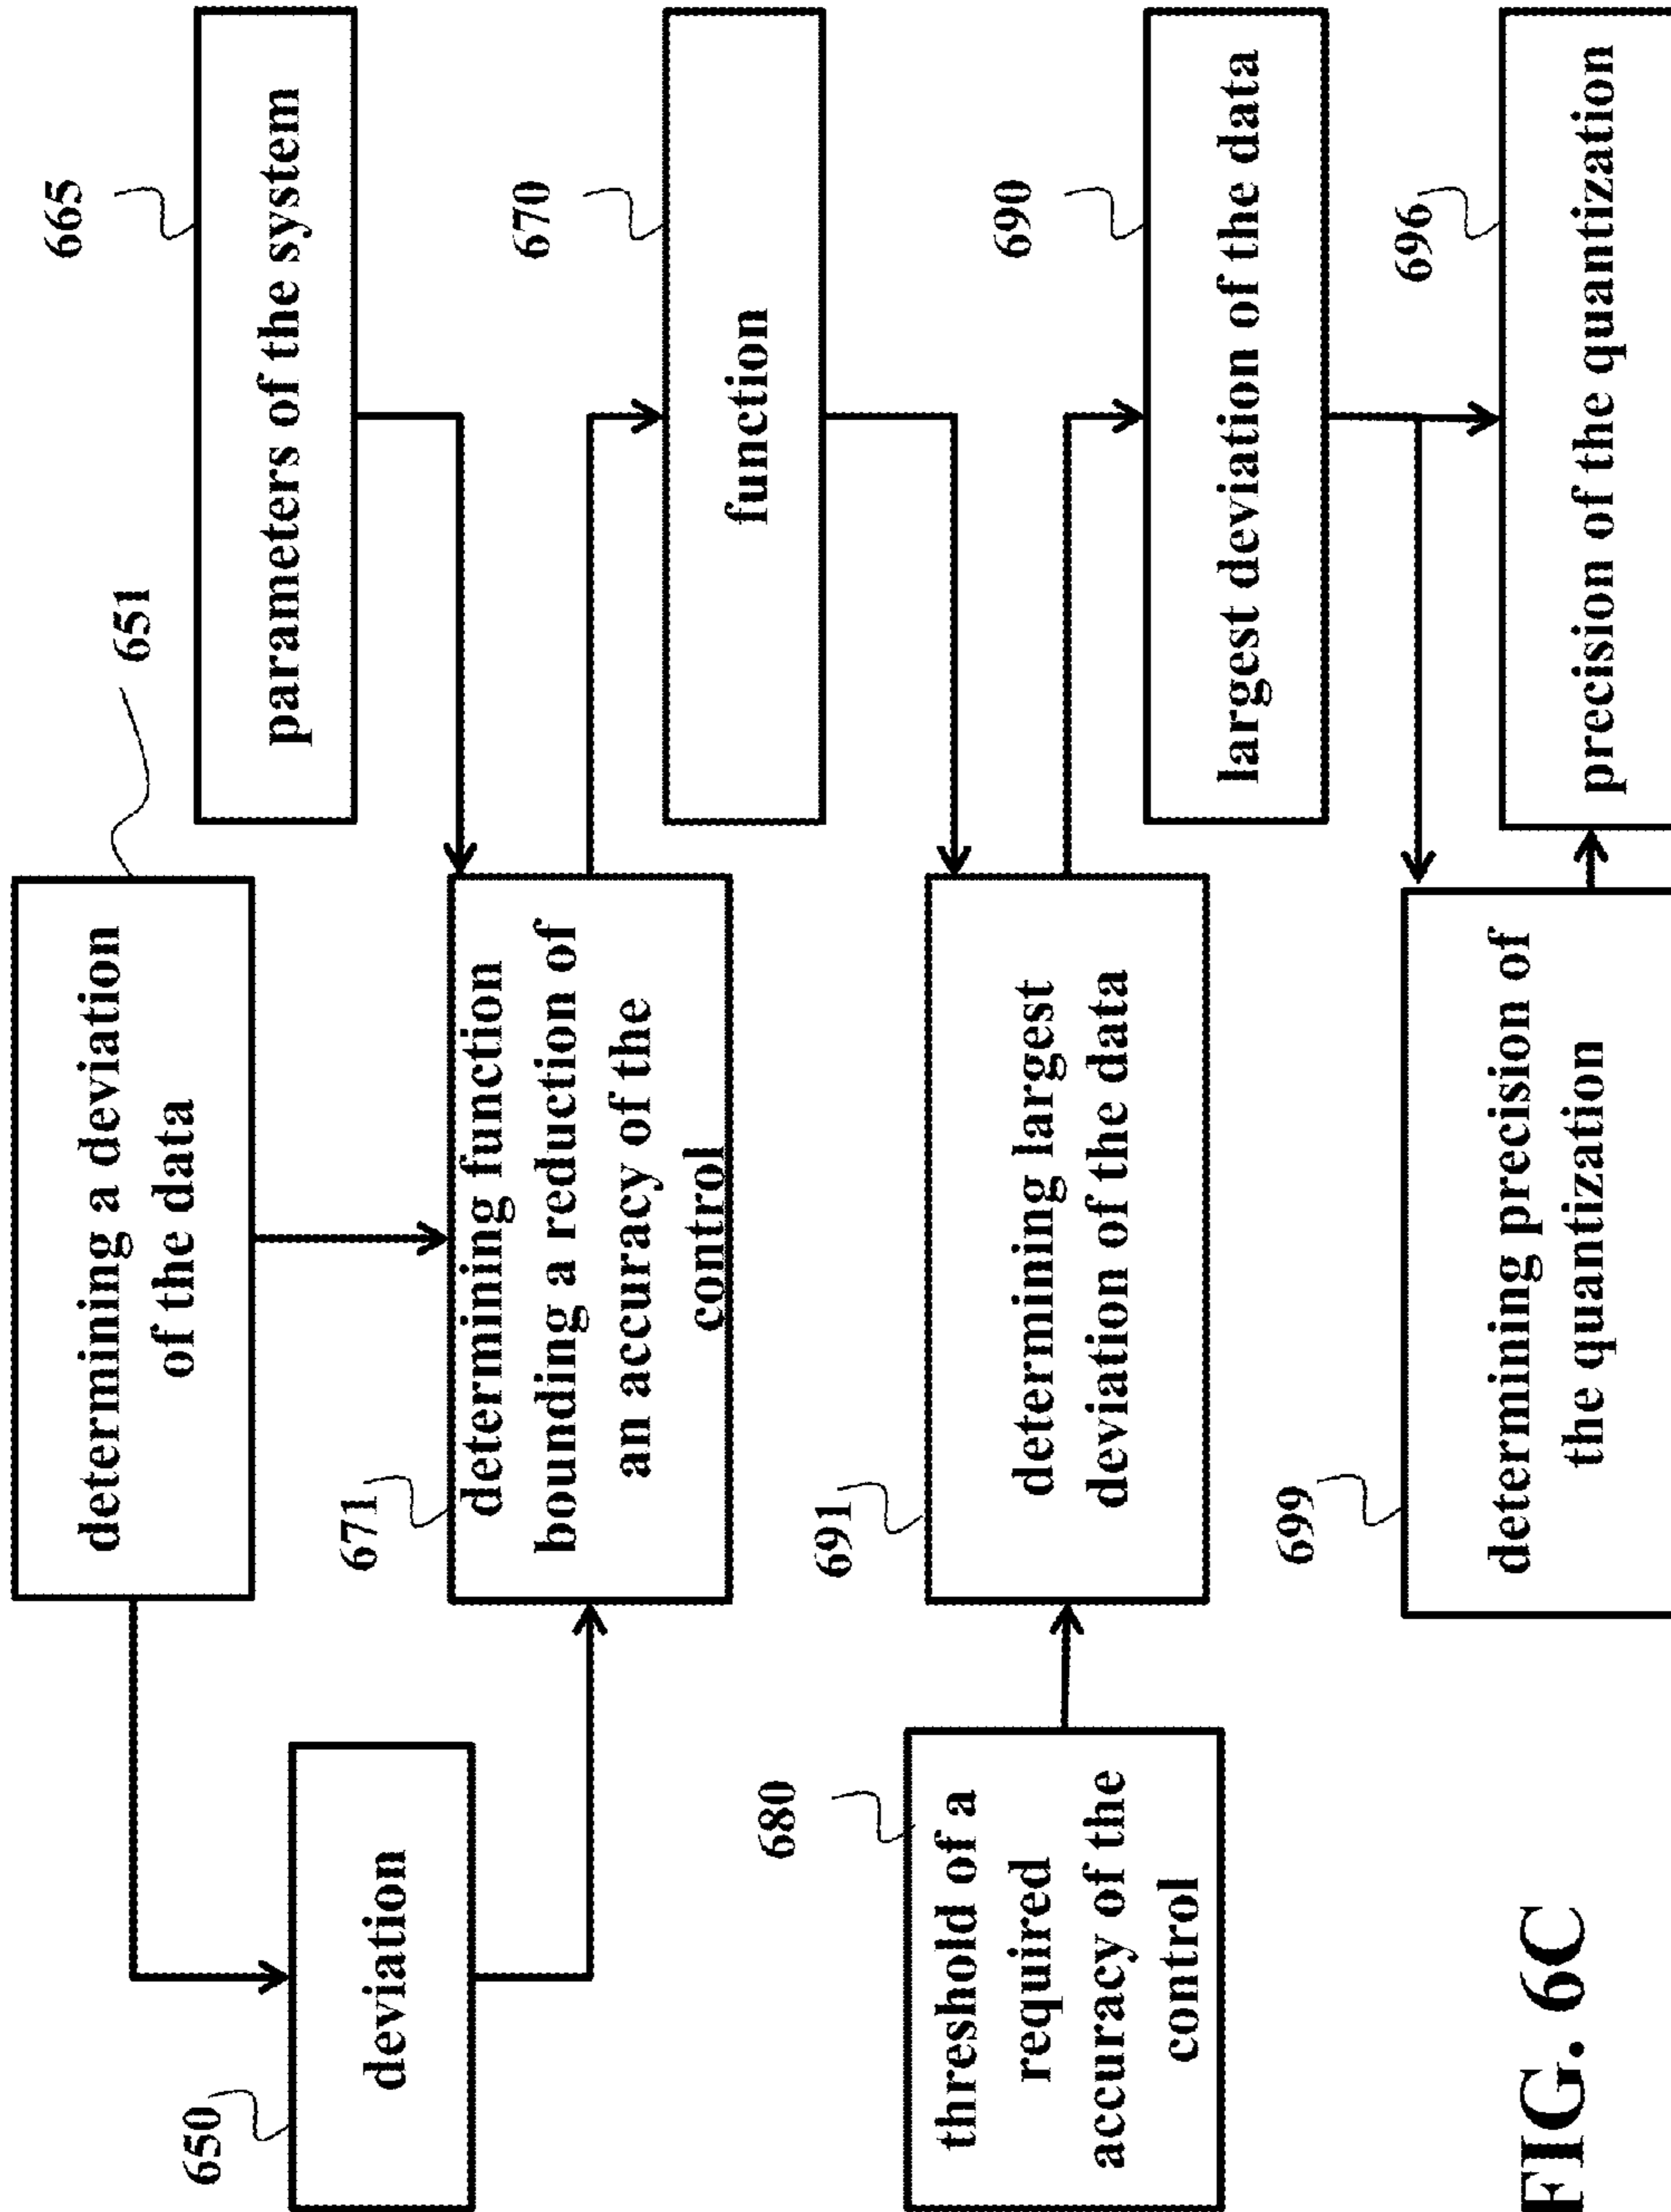 651
determining a deviation
of the data
665
parameters of the system
650
deviation
671
determining function
bounding a reduction of
an accuracy of the
control
670
function
680
threshold of a
required
accuracy of the
control
691
determining largest
deviation of the data
690
largest deviation of the data
699
determining precision of
the quantization
696
precision of the quantization
FIG. 6C